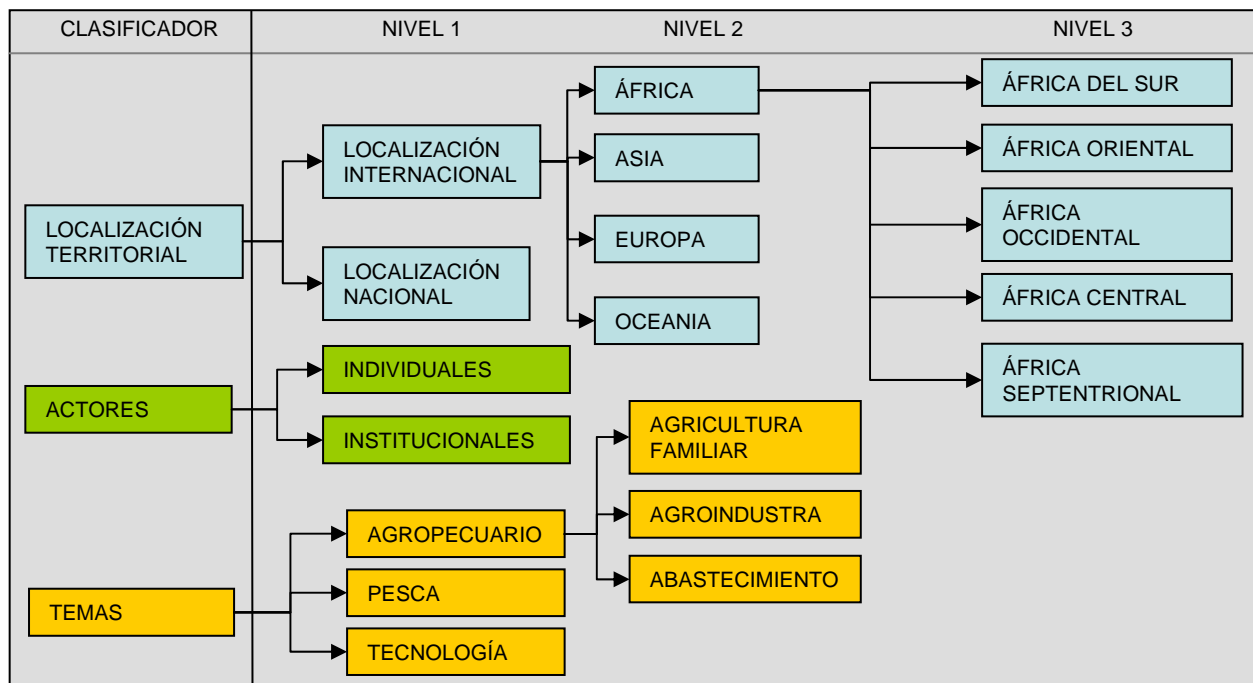 CLASIFICADOR
NIVEL 1
NIVEL 2
NIVEL 3
LOCALIZACIÓN
TERRITORIAL
LOCALIZACIÓN
INTERNACIONAL
LOCALIZACIÓN
NACIONAL
ÁFRICA
ASIA
EUROPA
OCEANIA
ÁFRICA DEL SUR
ÁFRICA ORIENTAL
ÁFRICA
OCCIDENTAL
ÁFRICA CENTRAL
ÁFRICA
SEPTENTRIONAL
ACTORES
INDIVIDUALES
INSTITUCIONALES
TEMAS
AGROPECUARIO
PESCA
TECNOLOGÍA
AGRICULTURA
FAMILIAR
AGROINDUSTRA
ABASTECIMIENTO